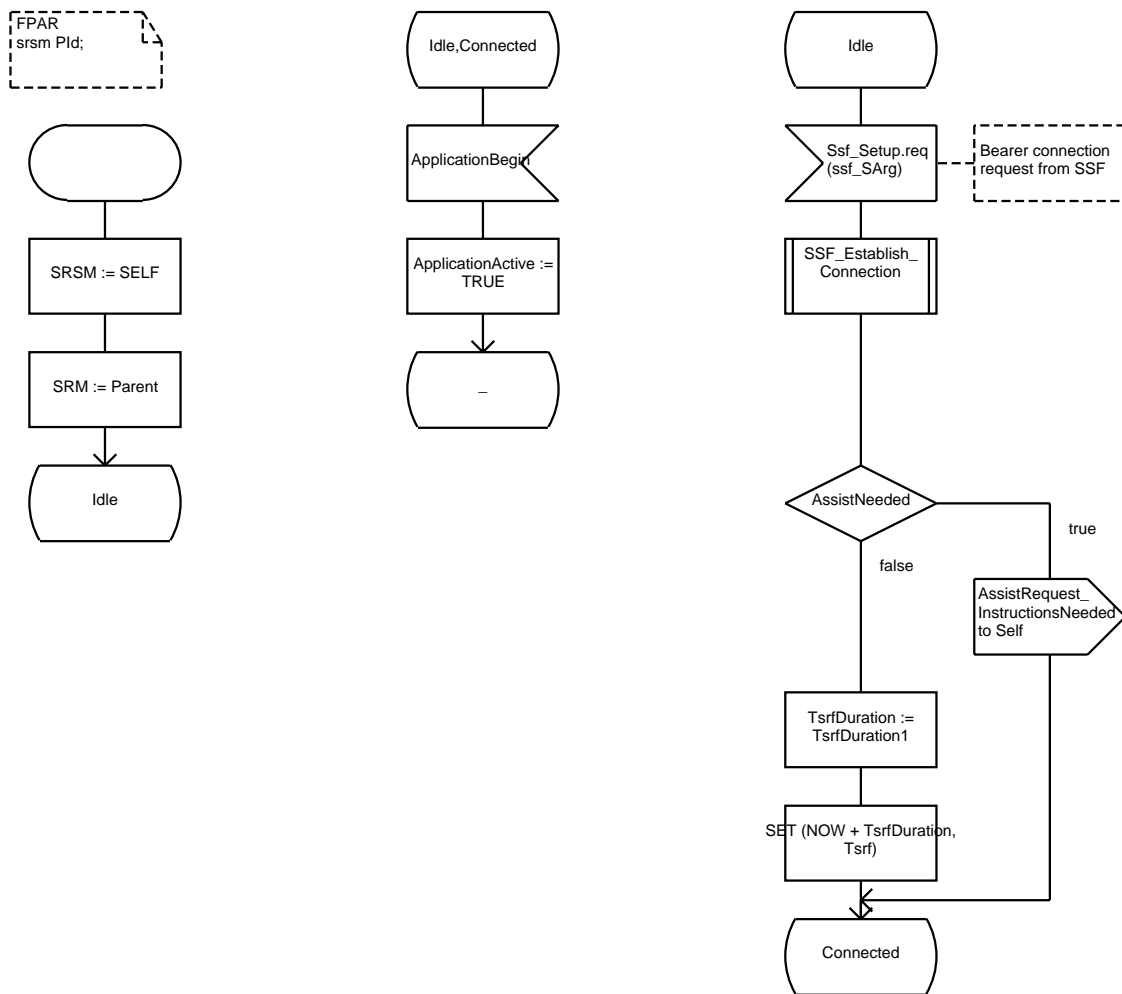 FPAR
srsm PId;
SRSM := SELF
SRM := Parent
Idle
Idle,Connected
ApplicationBegin
ApplicationActive :=
TRUE
_
Idle
Ssf_Setup.req
(ssf_SArg)
Bearer connection
request from SSF
SSF_Establish_
Connection
AssistNeeded
true
false
AssistRequest_
InstructionsNeeded
to Self
TsrfDuration :=
TsrfDuration1
SET (NOW + TsrfDuration,
Tsrf)
Connected